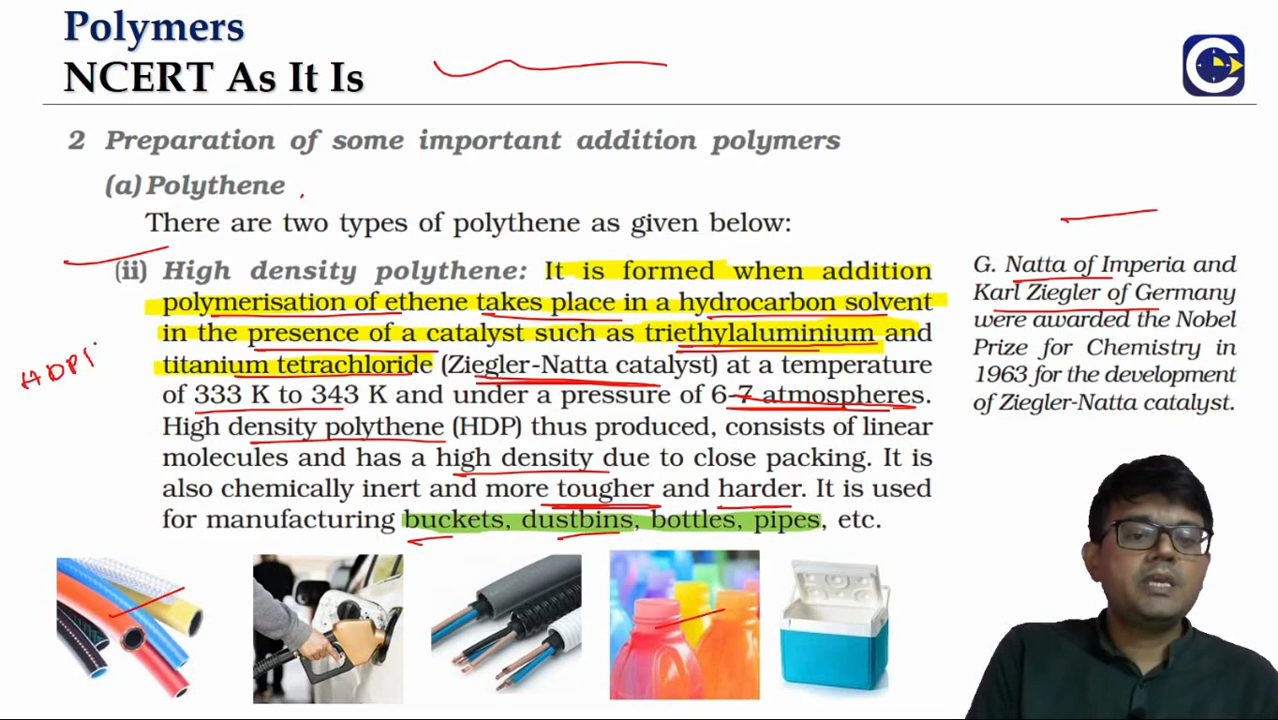 Polymers
NCERT As It Is
2 Preparation of some important addition polymers
(a) Polythene
There are two types of polythene as given below:
(ii) High density polythene: It is formed when addition
polymerisation of ethene takes place in a hydrocarbon solvent
in the presence of a catalyst such as triethylaluminium and
titanium tetrachloride (Ziegler-Natta catalyst) at a temperature
of 333 K to 343 K and under a pressure of 6-7 atmospheres.
High density polythene (HDP) thus produced, consists of linear
molecules and has a high density due to close packing. It is
also chemically inert and more tougher and harder. It is used
for manufacturing buckets, dustbins, bottles, pipes, etc.
G. Natta of Imperia and
Karl Ziegler of Germany
were awarded the Nobel
Prize for Chemistry in
1963 for the development
of Ziegler-Natta catalyst.